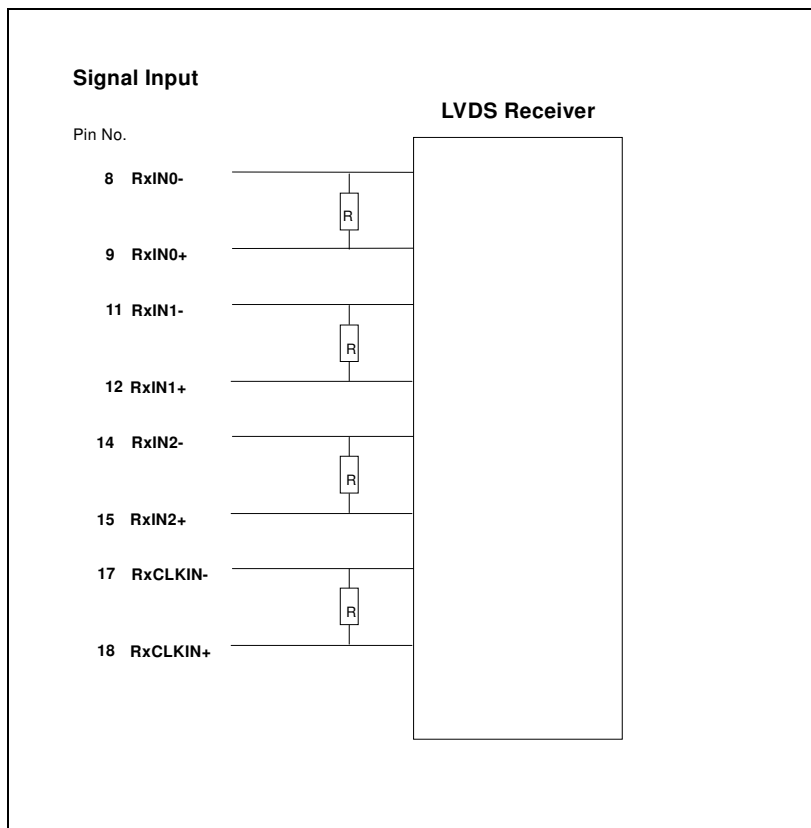 Signal Input
LVDS Receiver
Pin No.
8 RxIN0-
R
9 RxIN0+
11 RxIN1-
R
12 RxIN1+
14 RxIN2-
R
15 RxIN2+
17 RxCLKIN-
R
18 RxCLKIN+